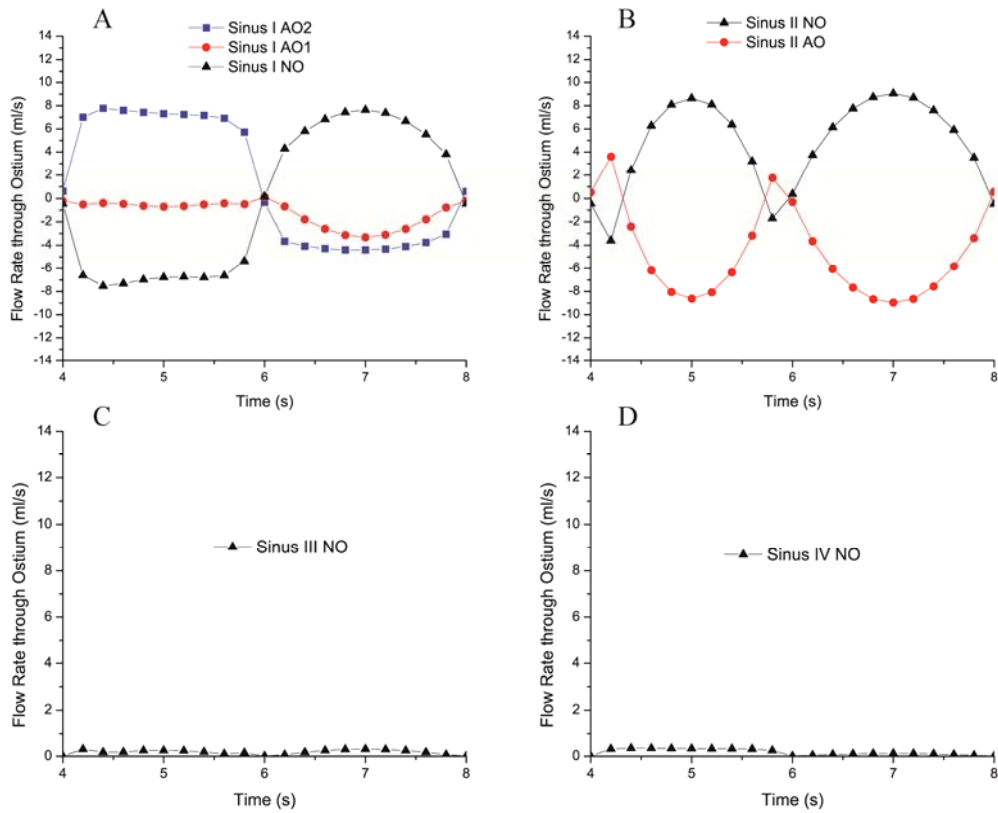 A
Sinus I AO2
Sinus I AO1
Sinus I NO
Flow Rate through Ostium (ml/s)
14
12
10
8
6
4
2
0
-2
-4
-6
-8
-10
-12
-14
4 5 6 7 8
Time (s)
B
Sinus II NO
Sinus II AO
Flow Rate through Ostium (ml/s)
14
12
10
8
6
4
2
0
-2
-4
-6
-8
-10
-12
-14
4 5 6 7 8
Time (s)
C
Sinus III NO
Flow Rate through Ostium (ml/s)
14
12
10
8
6
4
2
0
4 5 6 7 8
Time (s)
D
Sinus IV NO
Flow Rate through Ostium (ml/s)
14
12
10
8
6
4
2
0
4 5 6 7 8
Time (s)